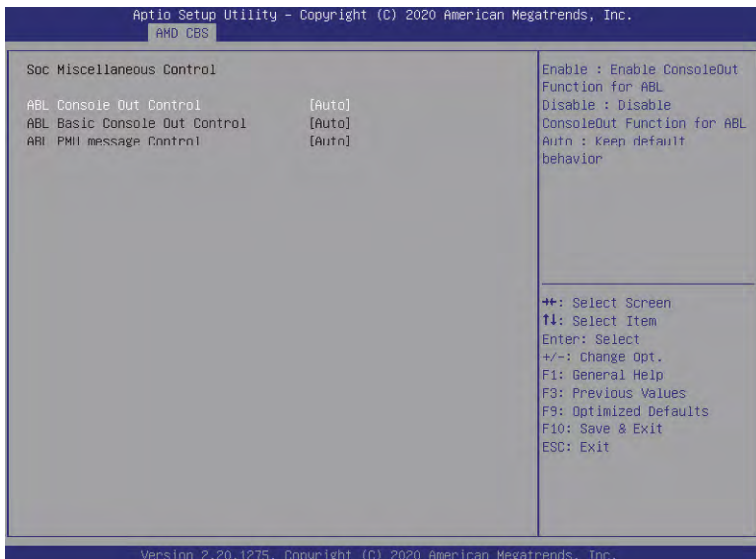 Aptio Setup Utility – Copyright (C) 2020 American Megatrends, Inc.
AMD CBS
Soc Miscellaneous Control
ABL Console Out Control [Auto]
ABL Basic Console Out Control [Auto]
ABL PMU message Control [Auto]
Enable : Enable ConsoleOut
Function for ABL
Disable : Disable
ConsoleOut Function for ABL
Auto : Keep default
behavior
→←: Select Screen
↑↓: Select Item
Enter: Select
+/-: Change Opt.
F1: General Help
F3: Previous Values
F9: Optimized Defaults
F10: Save & Exit
ESC: Exit
Version 2.20.1275. Copyright (C) 2020 American Megatrends, Inc.